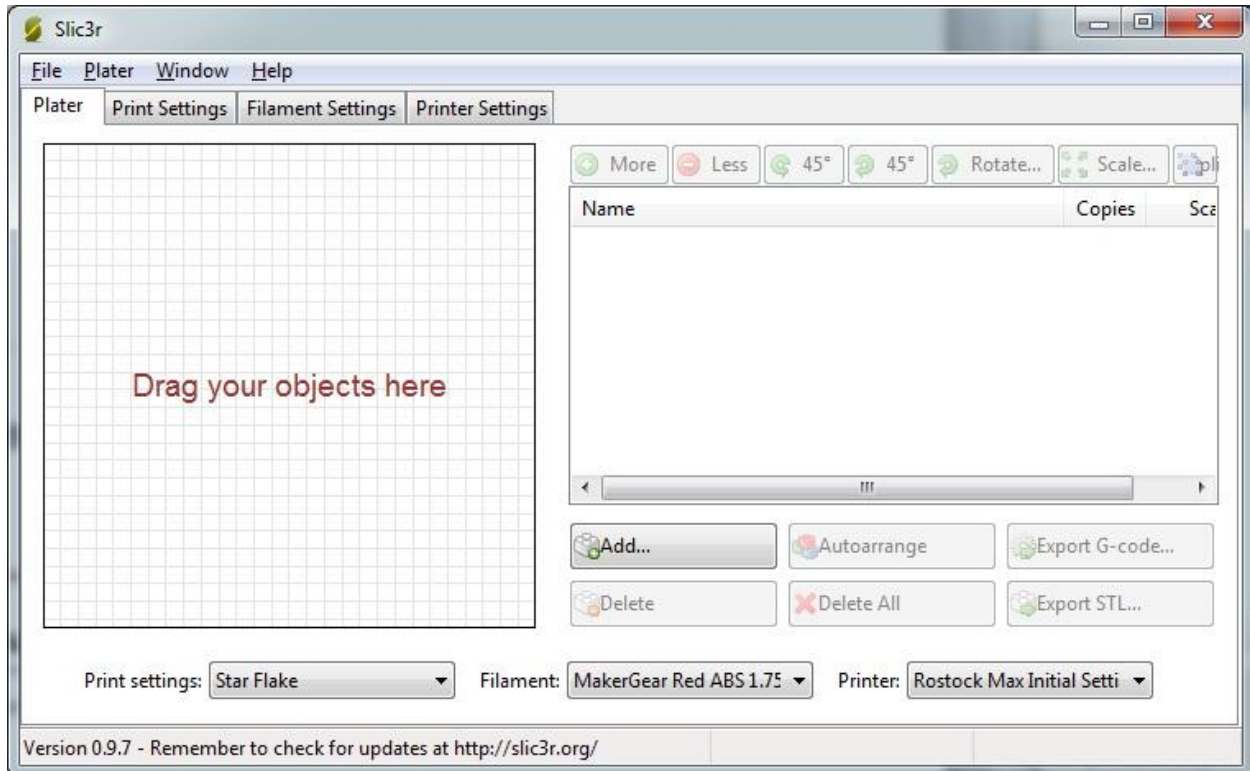 Slic3r
File Plater Window Help
Plater Print Settings Filament Settings Printer Settings
More Less 45° 45° Rotate... Scale...
Name Copies Sca
Drag your objects here
Add... Autoarrange Export G-code...
Delete Delete All Export STL...
Print settings: Star Flake Filament: MakerGear Red ABS 1.75 Printer: Rostock Max Initial Setti
Version 0.9.7 - Remember to check for updates at http://slic3r.org/